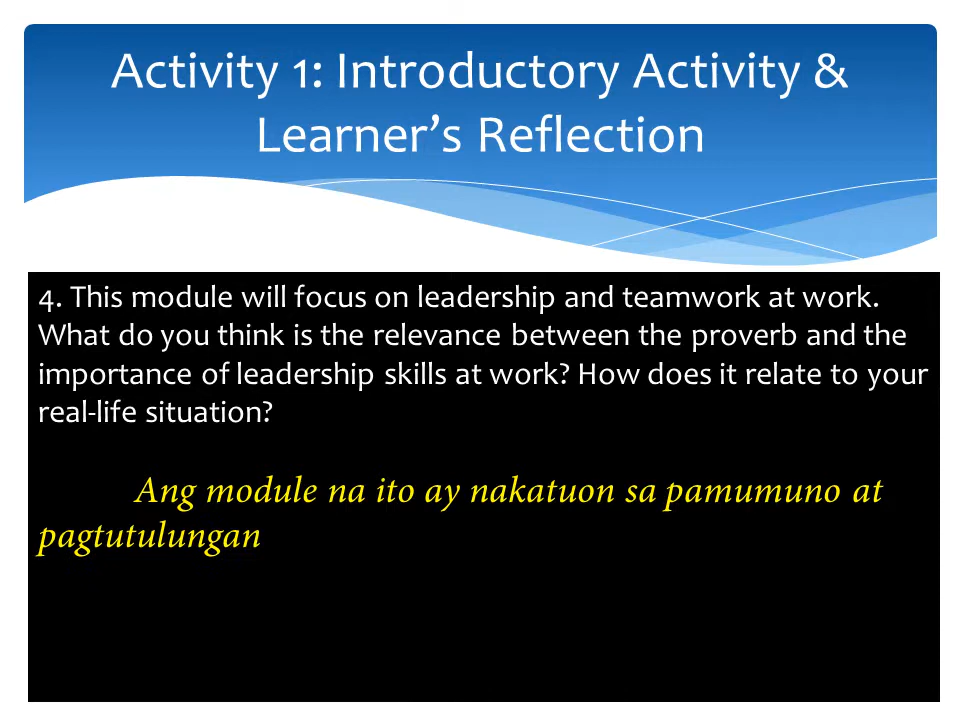 Activity 1: Introductory Activity &
Learner’s Reflection
4. This module will focus on leadership and teamwork at work.
What do you think is the relevance between the proverb and the
importance of leadership skills at work? How does it relate to your
real-life situation?
Ang module na ito ay nakatuon sa pamumuno at
pagtutulungan